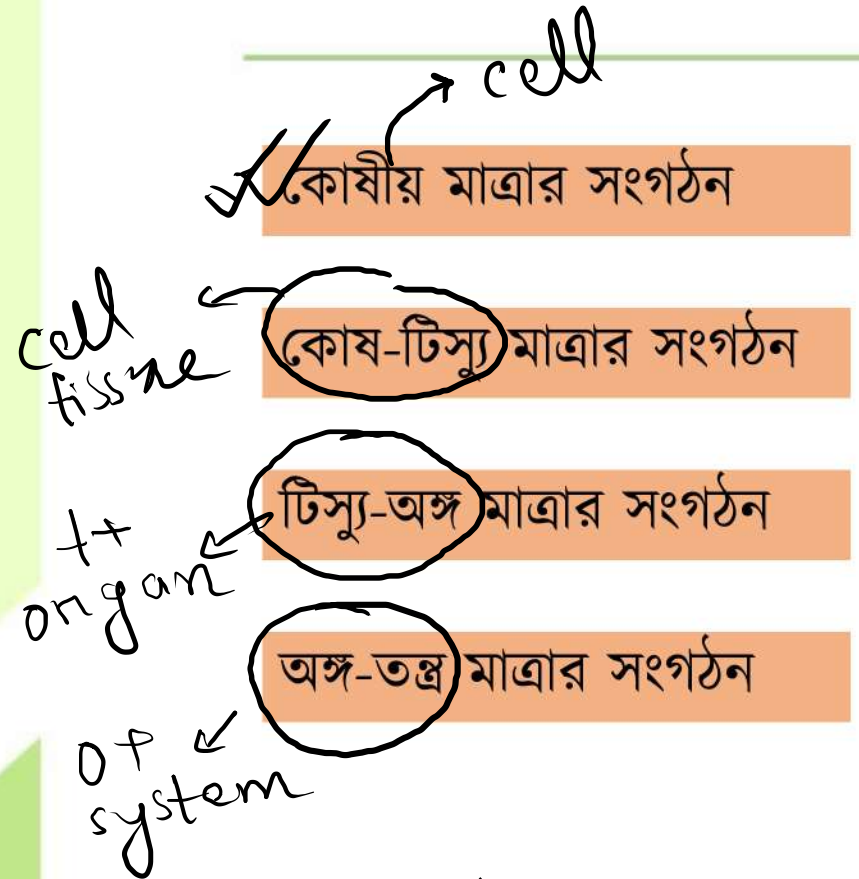 cell
কোষীয় মাত্রার সংগঠন
cell
tissue
কোষ-টিস্যু মাত্রার সংগঠন
টিস্যু-অঙ্গ মাত্রার সংগঠন
t+
organ
অঙ্গ-তন্ত্র মাত্রার সংগঠন
o+
system